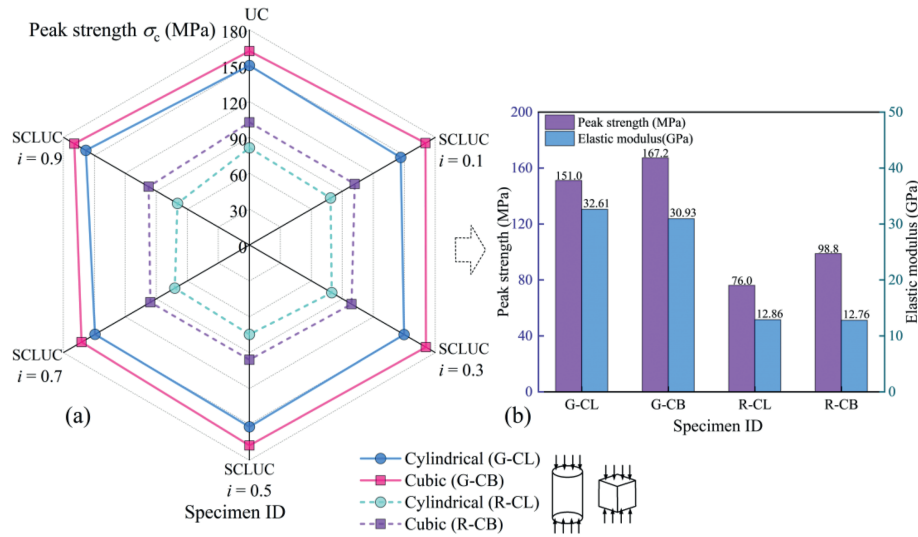 Peak strength σc (MPa)
UC
180
150
120
90
60
30
0
SCLUC
i = 0.9
SCLUC
i = 0.1
SCLUC
i = 0.7
SCLUC
i = 0.3
(a)
SCLUC
i = 0.5
Specimen ID
Cylindrical (G-CL)
Cubic (G-CB)
Cylindrical (R-CL)
Cubic (R-CB)
Peak strength (MPa)
Elastic modulus(GPa)
200
160
120
80
40
0
Peak strength (MPa)
50
40
30
20
10
0
Elastic modulus (GPa)
151.0
32.61
167.2
30.93
76.0
12.86
98.8
12.76
G-CL
G-CB
R-CL
R-CB
Specimen ID
(b)